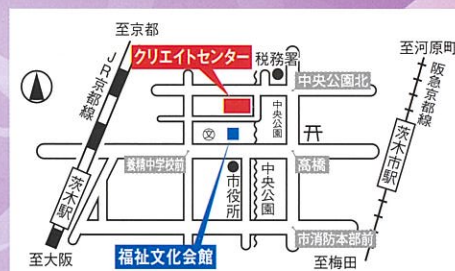 至京都
クリエイトセンター
税務署
至河原町
中央公園北
JR京都線
阪急京都線
中央公園
文
養精中学校前
高橋
茨木駅
茨木市駅
市役所
中央公園
市消防本部前
至大阪
福祉文化会館
至梅田